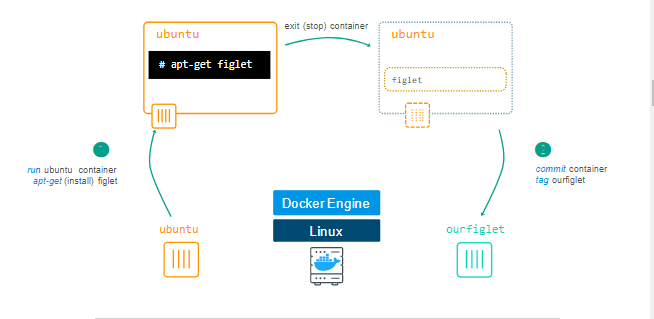 exit (stop) container
ubuntu
# apt-get figlet
ubuntu
figlet
run ubuntu container
apt-get (install) figlet
commit container
tag ourfiglet
ubuntu
Docker Engine
Linux
ourfiglet